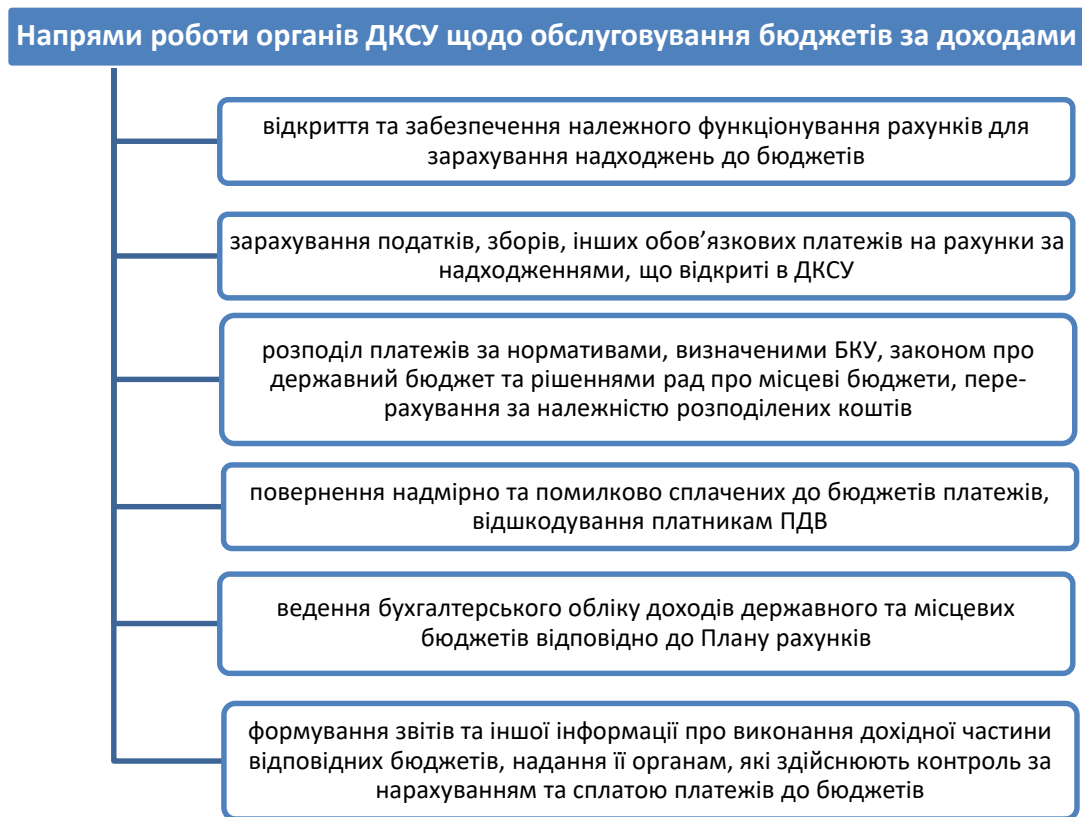 Напрями роботи органів ДКСУ щодо обслуговування бюджетів за доходами
відкриття та забезпечення належного функціонування рахунків для
зарахування надходжень до бюджетів
зарахування податків, зборів, інших обов’язкових платежів на рахунки за
надходженнями, що відкриті в ДКСУ
розподіл платежів за нормативами, визначеними БКУ, законом про
державний бюджет та рішеннями рад про місцеві бюджети, пере-
рахування за належністю розподілених коштів
повернення надмірно та помилково сплачених до бюджетів платежів,
відшкодування платникам ПДВ
ведення бухгалтерського обліку доходів державного та місцевих
бюджетів відповідно до Плану рахунків
формування звітів та іншої інформації про виконання дохідної частини
відповідних бюджетів, надання її органам, які здійснюють контроль за
нарахуванням та сплатою платежів до бюджетів